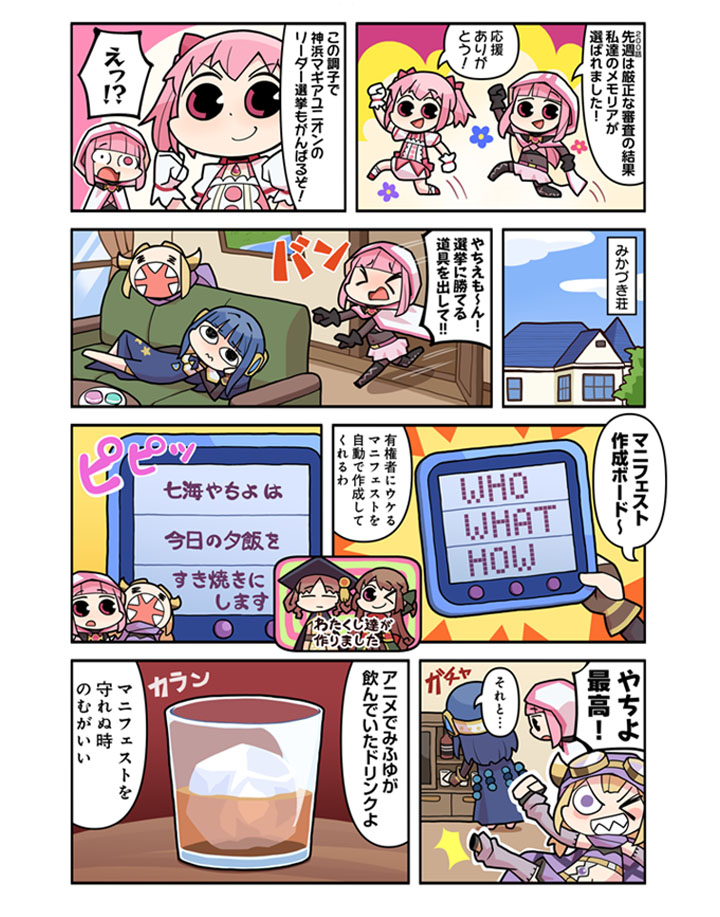 先週は厳正な審査の結果
私達のメモリアが
選ばれました！
応援
ありが
とう！
この調子で
神浜マギアユニオンの
リーダー選挙もがんばるぞ！
えっ!?
みかづき荘
やちえも〜ん！
選挙に勝てる
道具を出して!!
バン
マニフェスト
作成ボード〜
WHO
WHAT
HOW
有権者にウケる
マニフェストを
自動で作成して
くれるわ
ピピッ
七海やちよは
今日の夕飯を
すき焼きに
します
わたくし達が
作りました
やちよ
最高！
それと…
ガチャ
アニメでみふゆが
飲んでいたドリンクよ
カラン
マニフェストを
守れぬ時
のむがいい